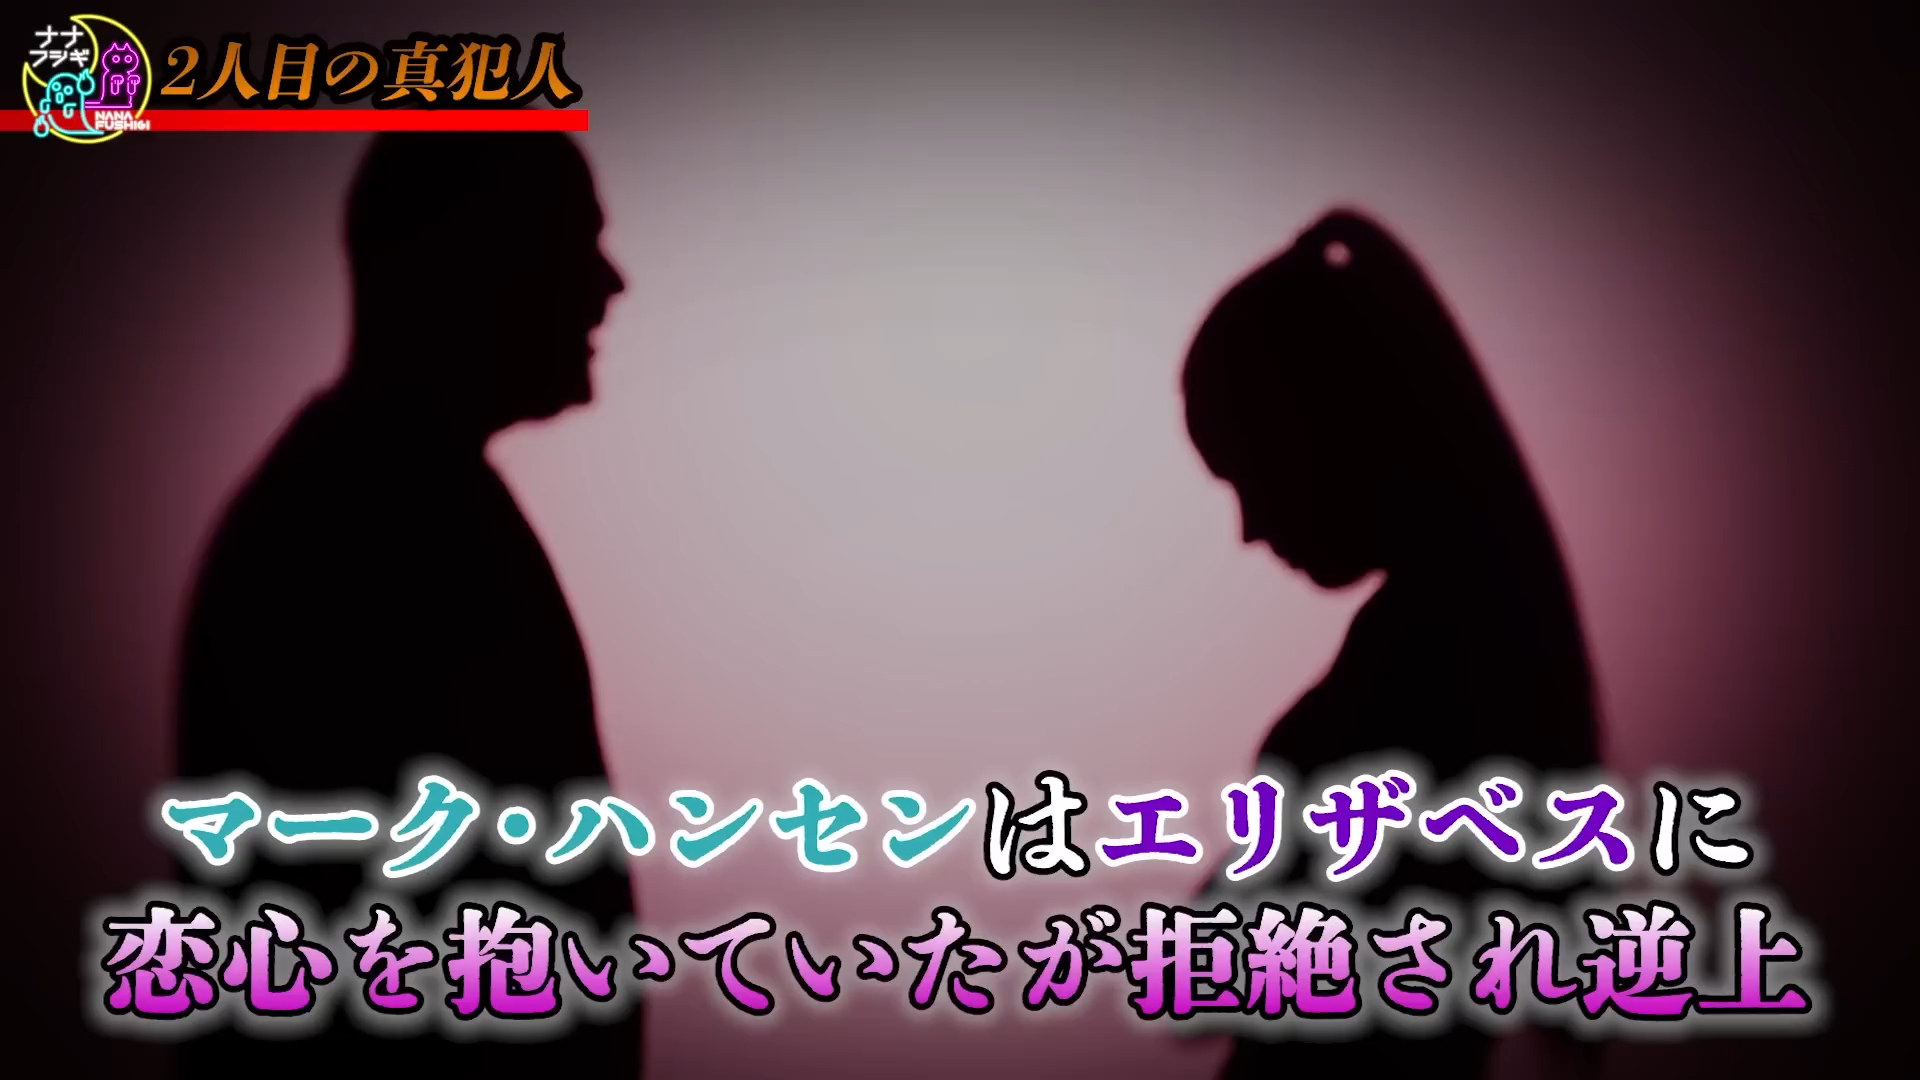 ナナ
フシギ
NANA
FUSHIGI
2人目の真犯人
マーク・ハンセンはエリザベスに
恋心を抱いていたが拒絶され逆上